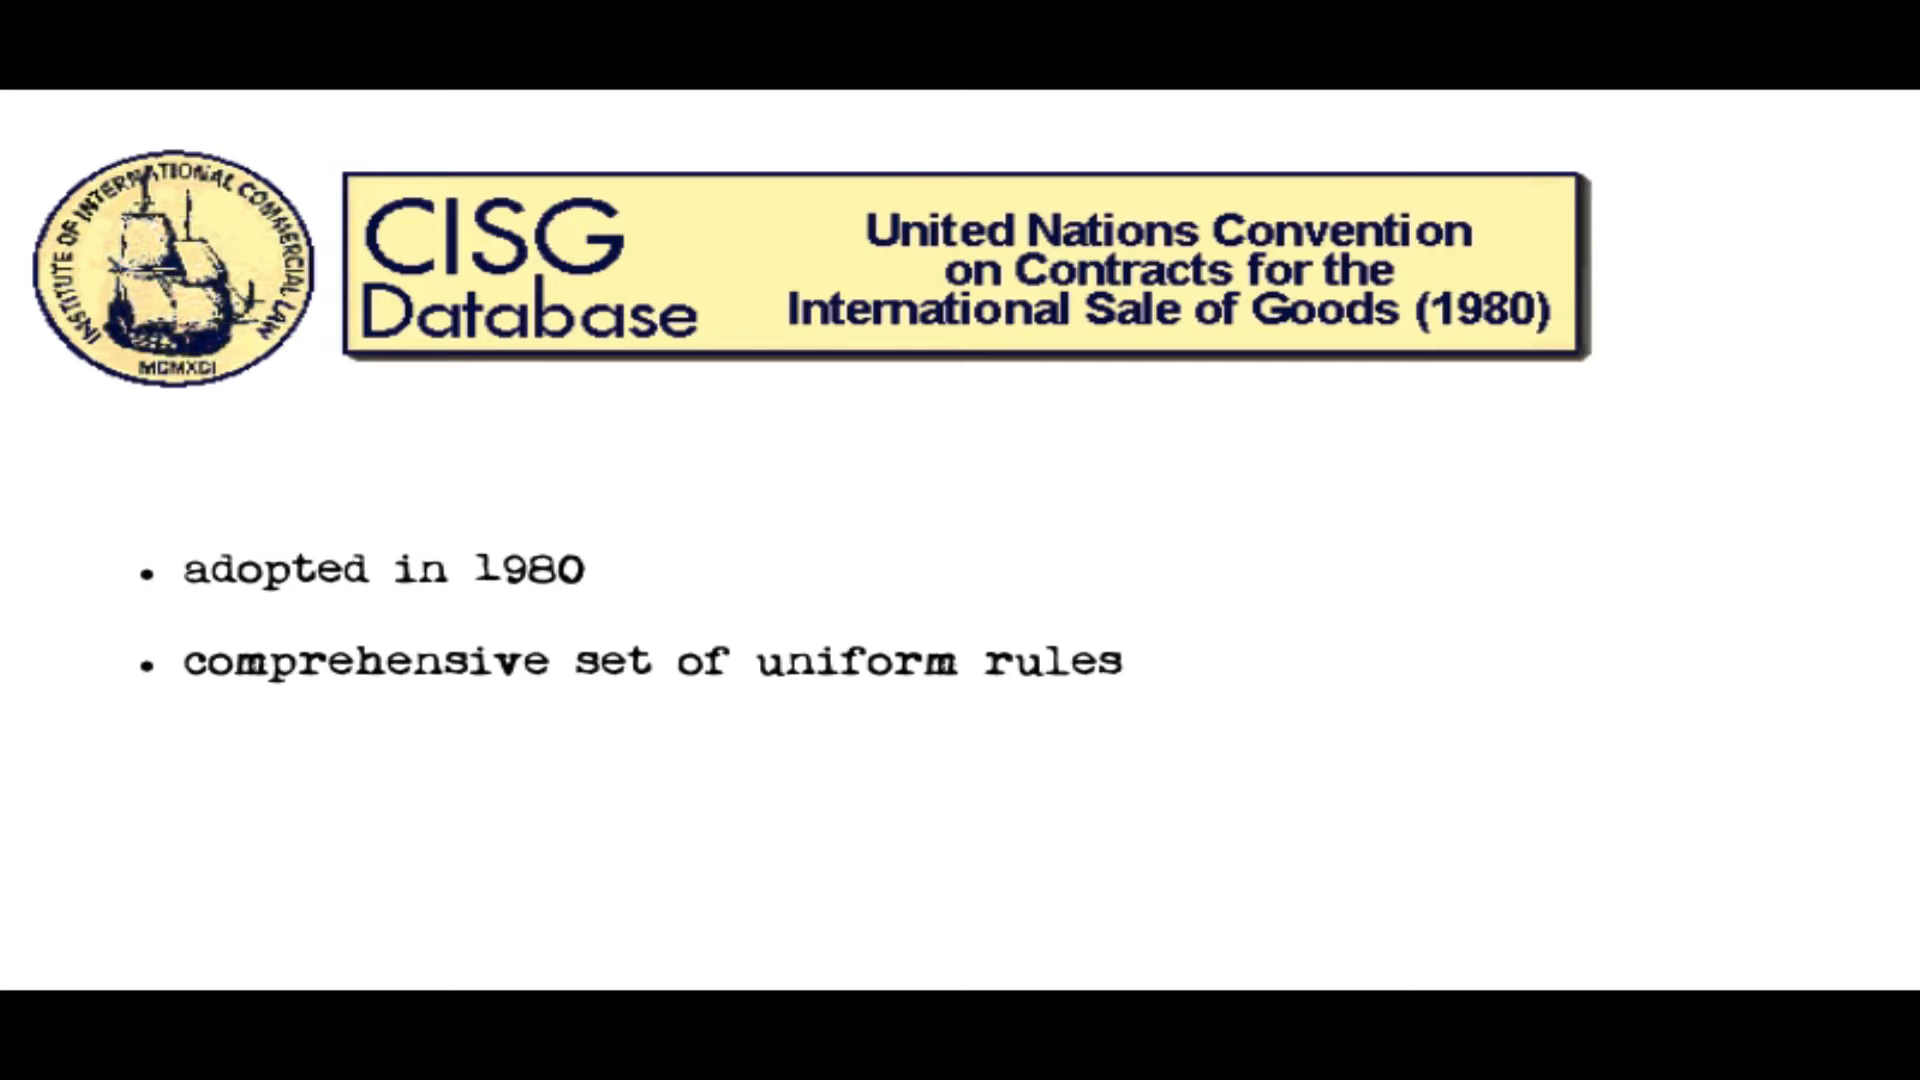 INSTITUTE OF INTERNATIONAL COMMERCIAL LAW
MCMXCI
CISG
Database
United Nations Convention
on Contracts for the
International Sale of Goods (1980)
• adopted in 1980
• comprehensive set of uniform rules